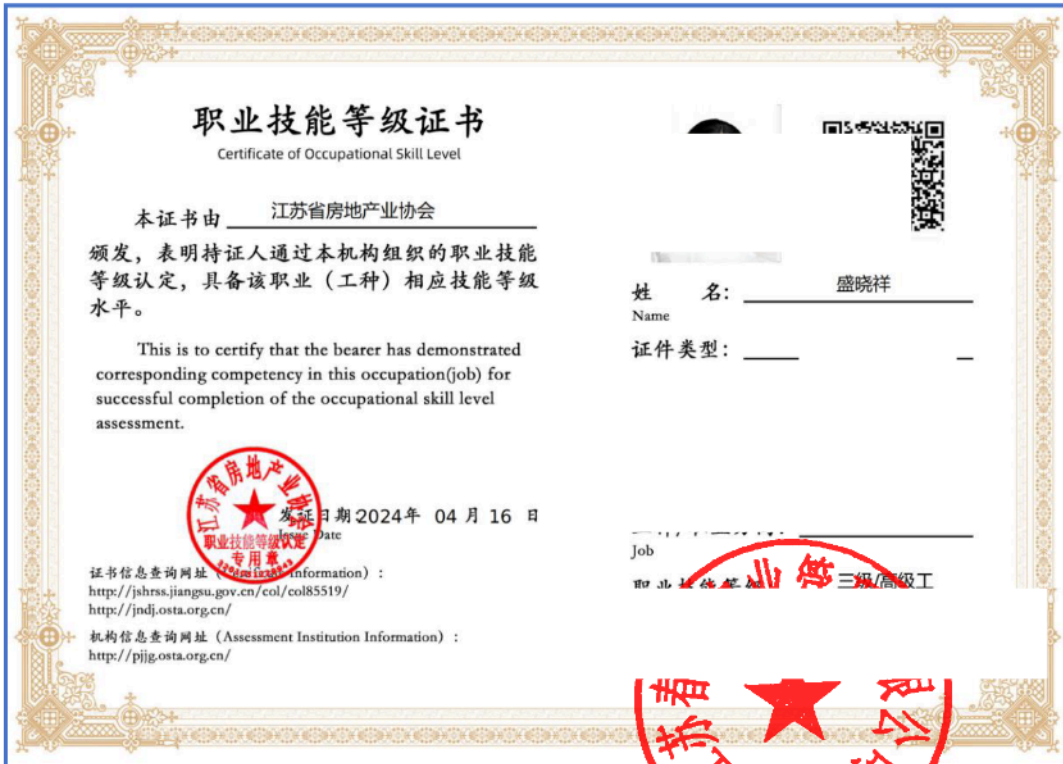 职业技能等级证书
Certificate of Occupational Skill Level
本证书由 江苏省房地产业协会
颁发，表明持证人通过本机构组织的职业技能
等级认定，具备该职业（工种）相应技能等级
水平。
This is to certify that the bearer has demonstrated
corresponding competency in this occupation(job) for
successful completion of the occupational skill level
assessment.
江苏省房地产业协会
职业技能等级认定
专用章
发证日期 2024年 04 月 16 日
Issue Date
证书信息查询网址（Certificate Information）：
http://jshrss.jiangsu.gov.cn/col/col85519/
http://jndj.osta.org.cn/
机构信息查询网址（Assessment Institution Information）：
http://pjjg.osta.org.cn/
姓 名： 盛晓祥
Name
证件类型：
Job
职业技能等级 三级/高级工